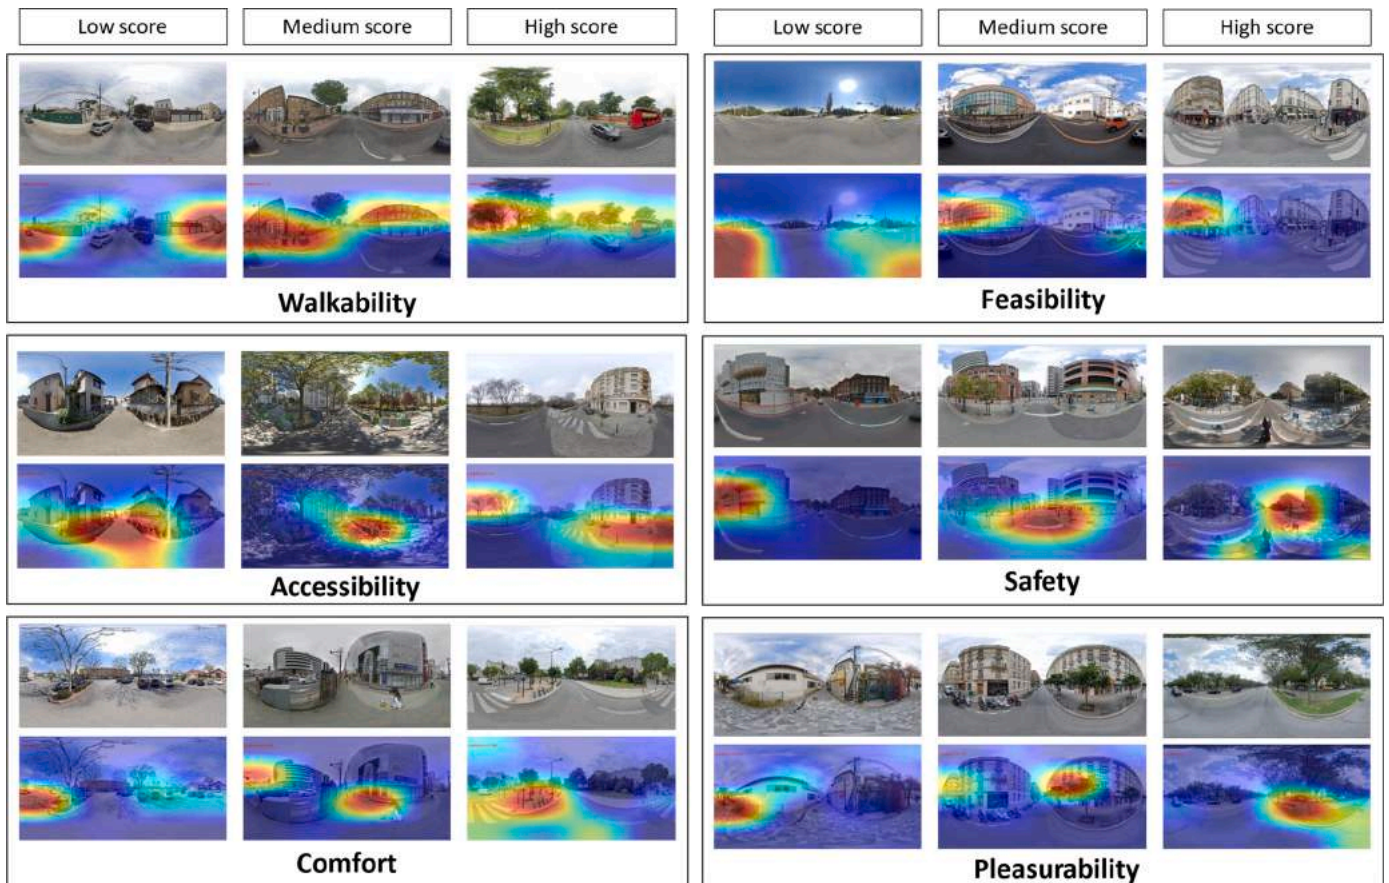 Low score
Medium score
High score
Low score
Medium score
High score
Walkability
Feasibility
Accessibility
Safety
Comfort
Pleasurability